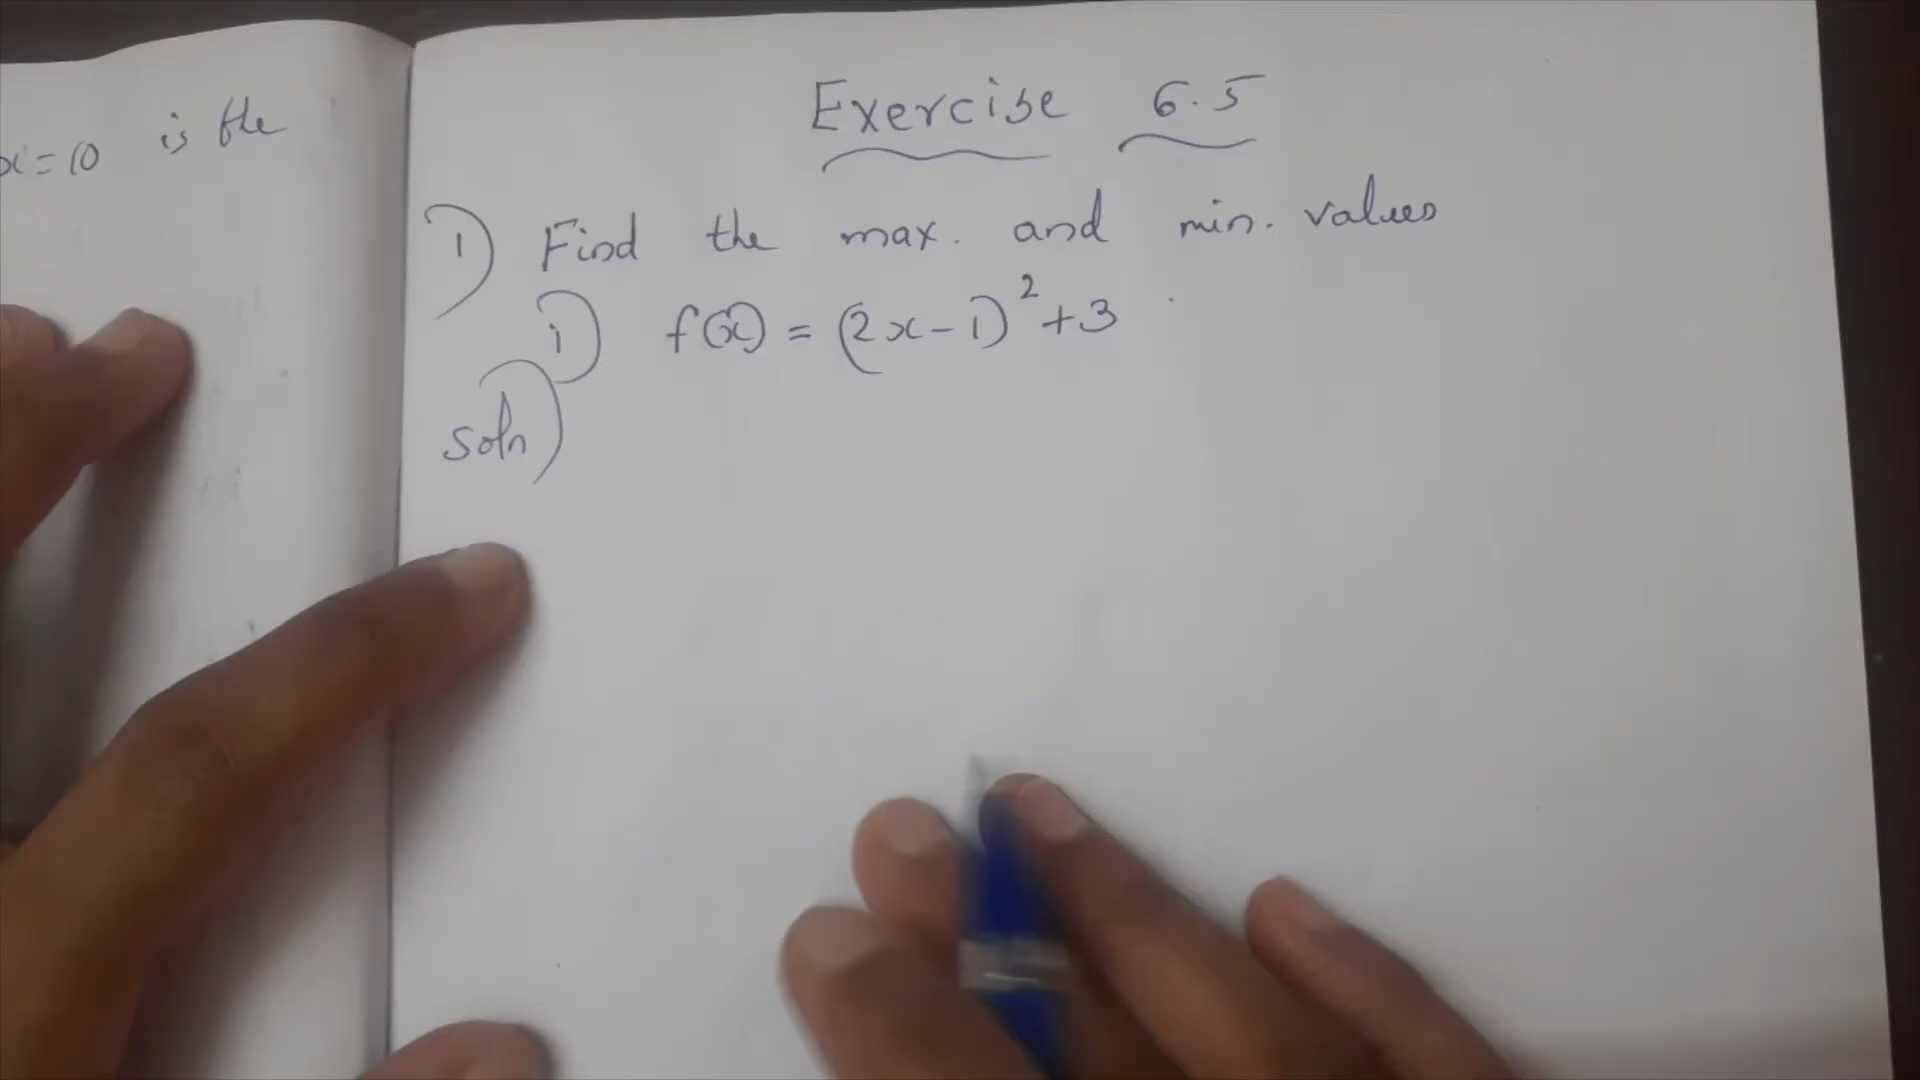 is the
x=10
Exercise 6.5
1) Find the max. and min. values
i) f(x) = (2x-1)²+3
soln)